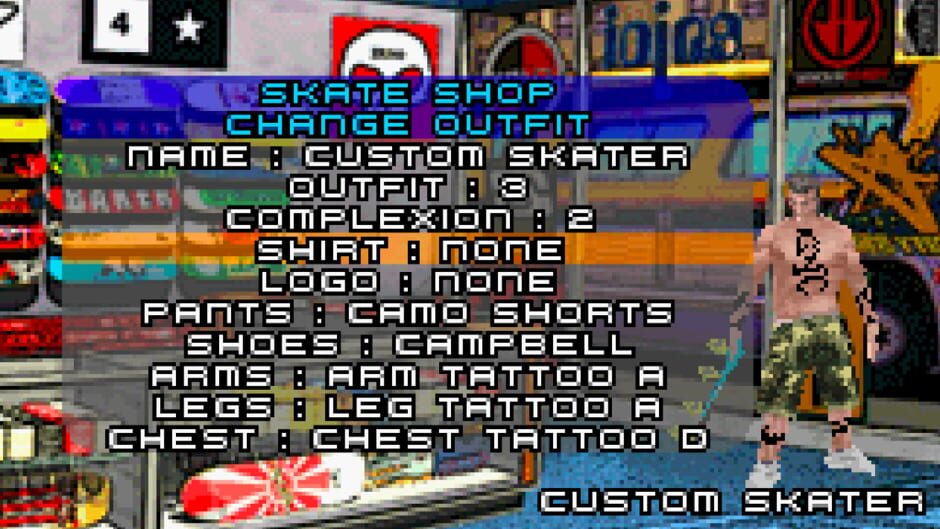 4
SKATE SHOP
CHANGE OUTFIT
NAME : CUSTOM SKATER
OUTFIT : 3
COMPLEXION : 2
SHIRT : NONE
LOGO : NONE
PANTS : CAMO SHORTS
SHOES : CAMPBELL
ARMS : ARM TATTOO A
LEGS : LEG TATTOO A
CHEST : CHEST TATTOO D
CUSTOM SKATER